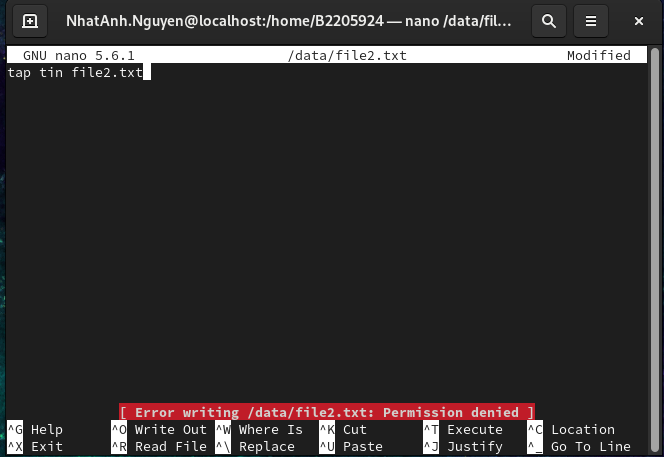 NhatAnh.Nguyen@localhost:/home/B2205924 — nano /data/fil...
GNU nano 5.6.1 /data/file2.txt Modified
tap tin file2.txt
[ Error writing /data/file2.txt: Permission denied ]
^G Help ^O Write Out ^W Where Is ^K Cut ^T Execute ^C Location
^X Exit ^R Read File ^\ Replace ^U Paste ^J Justify ^_ Go To Line